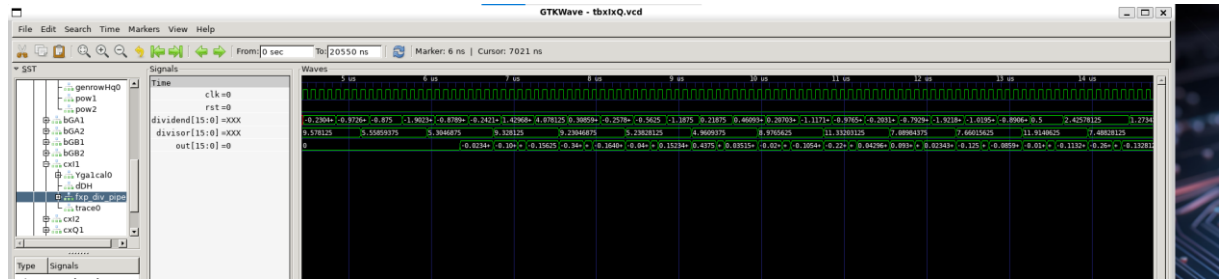 GTKWave - tbxIxQ.vcd
File Edit Search Time Markers View Help
From: 0 sec To: 20550 ns Marker: 6 ns | Cursor: 7021 ns
SST
genrowHq0
pow1
pow2
bGA1
bGA2
bGB1
bGB2
cxI1
Yga1cal0
dDH
fxp_div_pipe
trace0
cxI2
cxQ1
Type Signals
Signals
Time
clk=0
rst=0
dividend[15:0]=XXX
divisor[15:0]=XXX
out[15:0]=0
Waves
5 us 6 us 7 us 8 us 9 us 10 us 11 us 12 us 13 us 14 us
-0.2304+ -0.9726+ -0.875 -1.9023+ -0.8789+ -0.2421+ 1.42968+ 4.078125 0.30859+ -0.2578+ -0.5625 -1.1875 0.21875 0.46093+ 0.20703+ -1.1171+ -0.9765+ -0.2031+ -0.7929+ -1.9218+ -1.0195+ -0.8906+ 0.5 2.42578125 1.2734
9.578125 5.55859375 5.3046875 9.328125 9.23046875 5.23828125 4.9609375 8.9765625 11.33203125 7.08984375 7.66015625 11.9140625 7.48828125
0 -0.0234+ -0.10+ + -0.15625 -0.34+ + -0.1640+ -0.04+ + 0.15234+ 0.4375 + 0.03515+ -0.02+ + -0.1054+ -0.22+ + 0.04296+ 0.093+ + 0.02343+ -0.125 + -0.0859+ -0.01+ + -0.1132+ -0.26+ + -0.132812